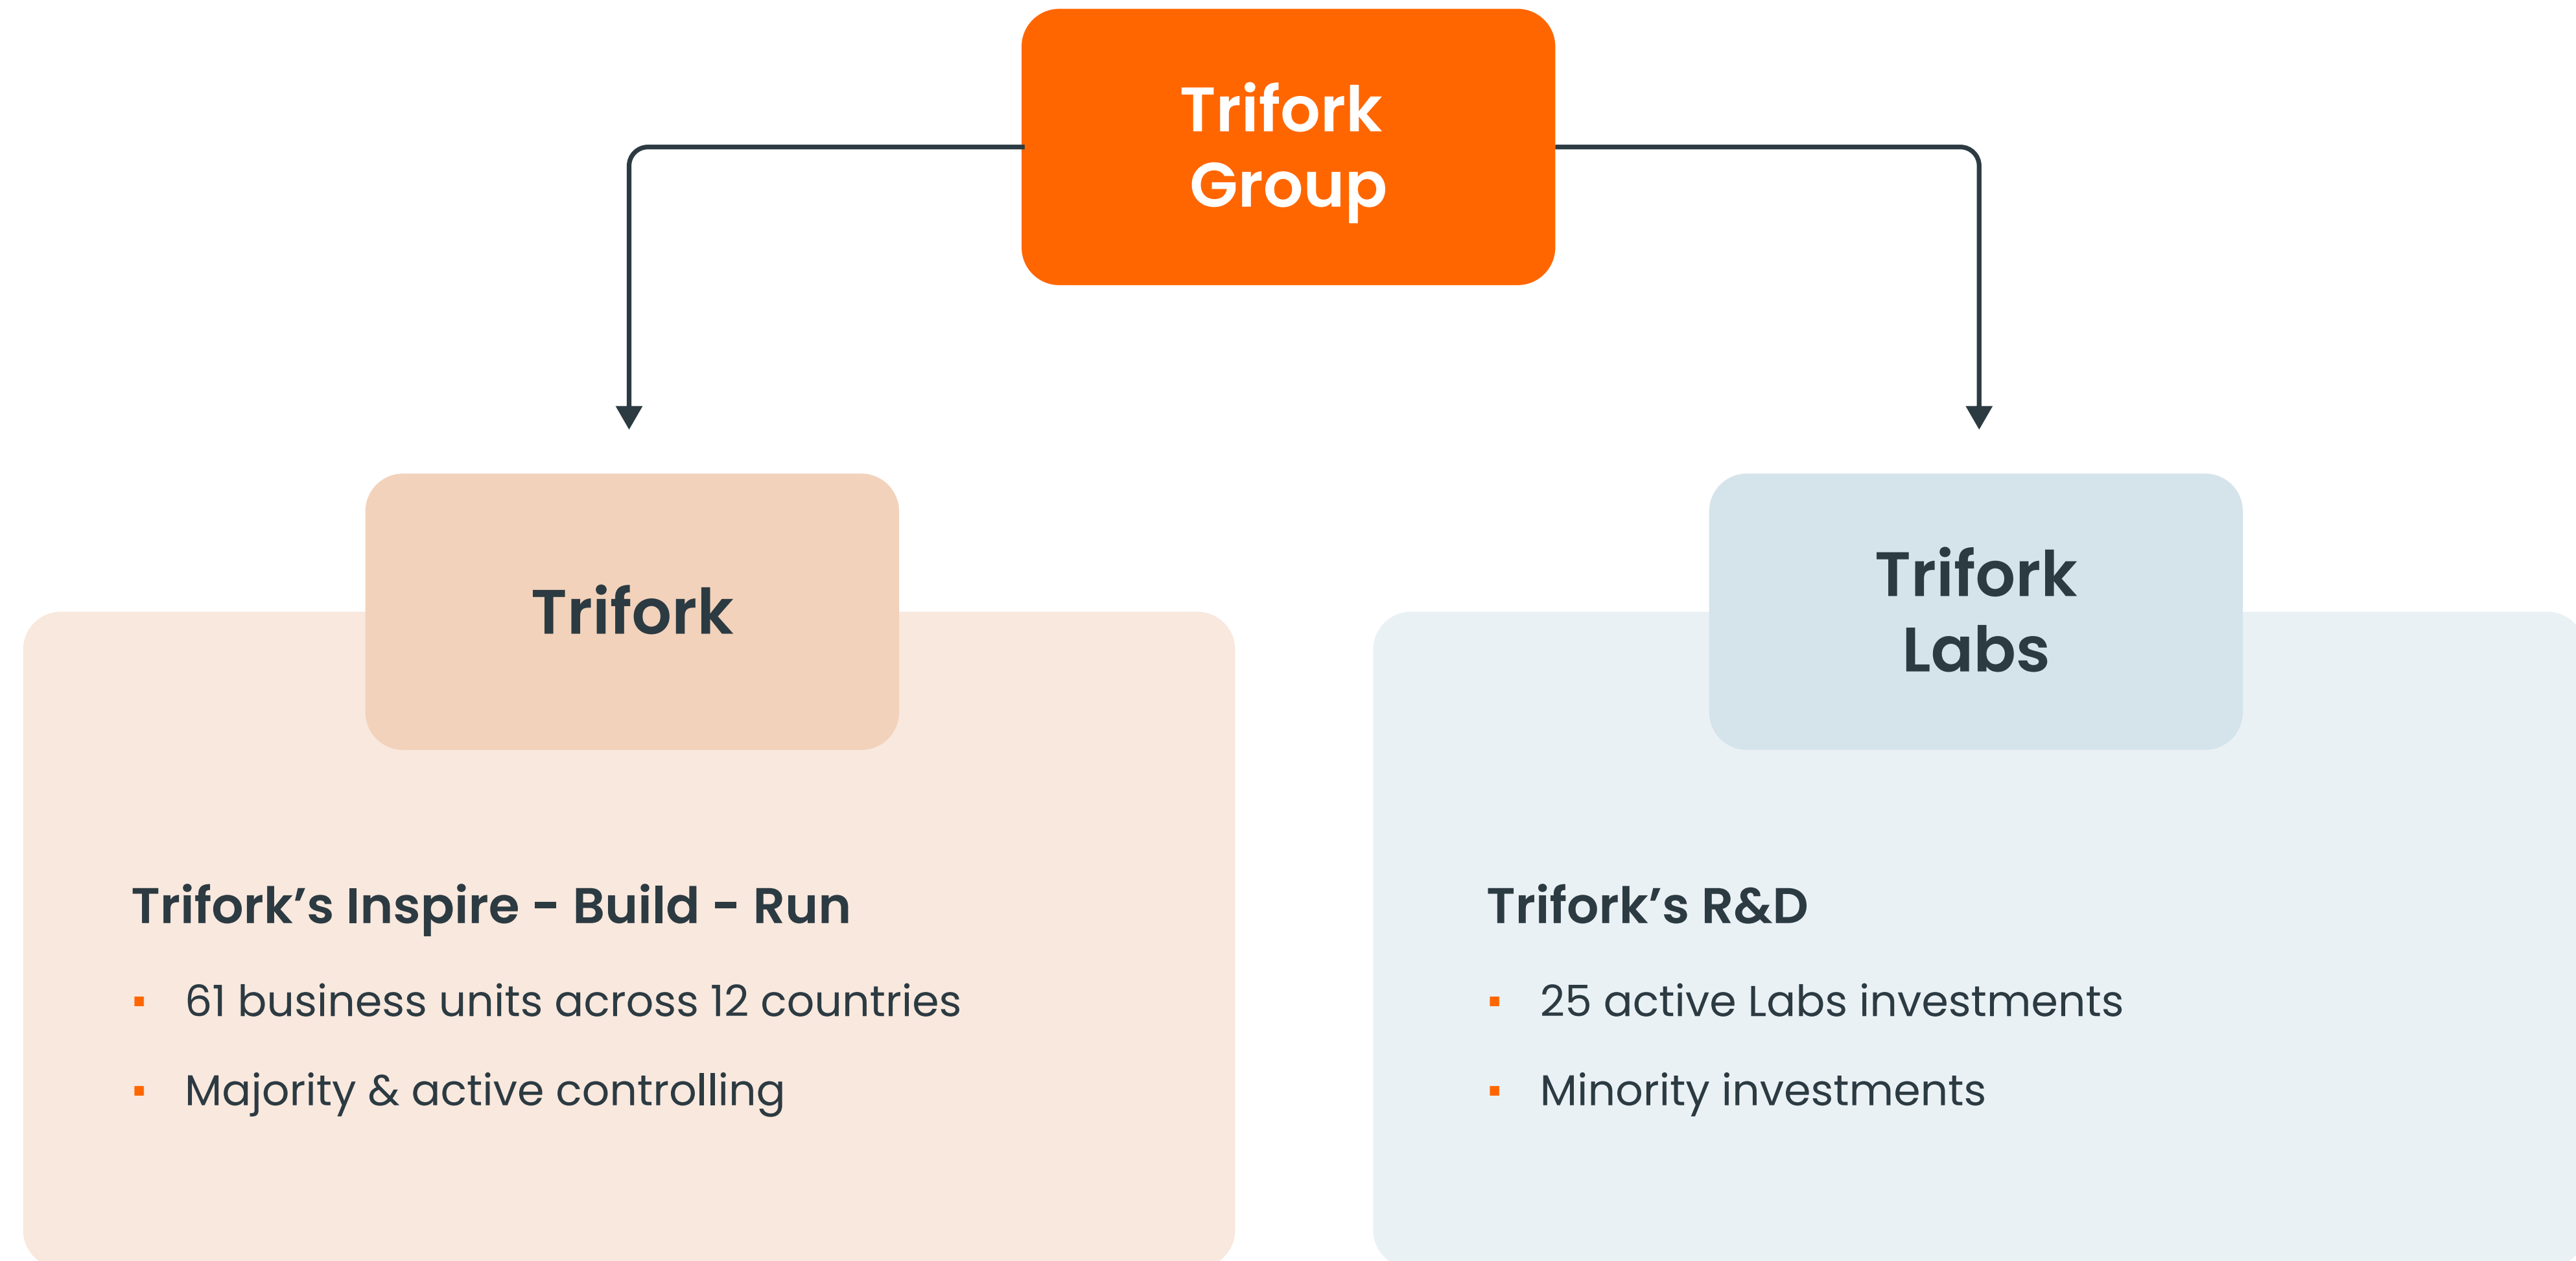 Trifork
Group
Trifork
Trifork
Labs
Trifork’s Inspire - Build - Run
▪ 61 business units across 12 countries
▪ Majority & active controlling
Trifork’s R&D
▪ 25 active Labs investments
▪ Minority investments